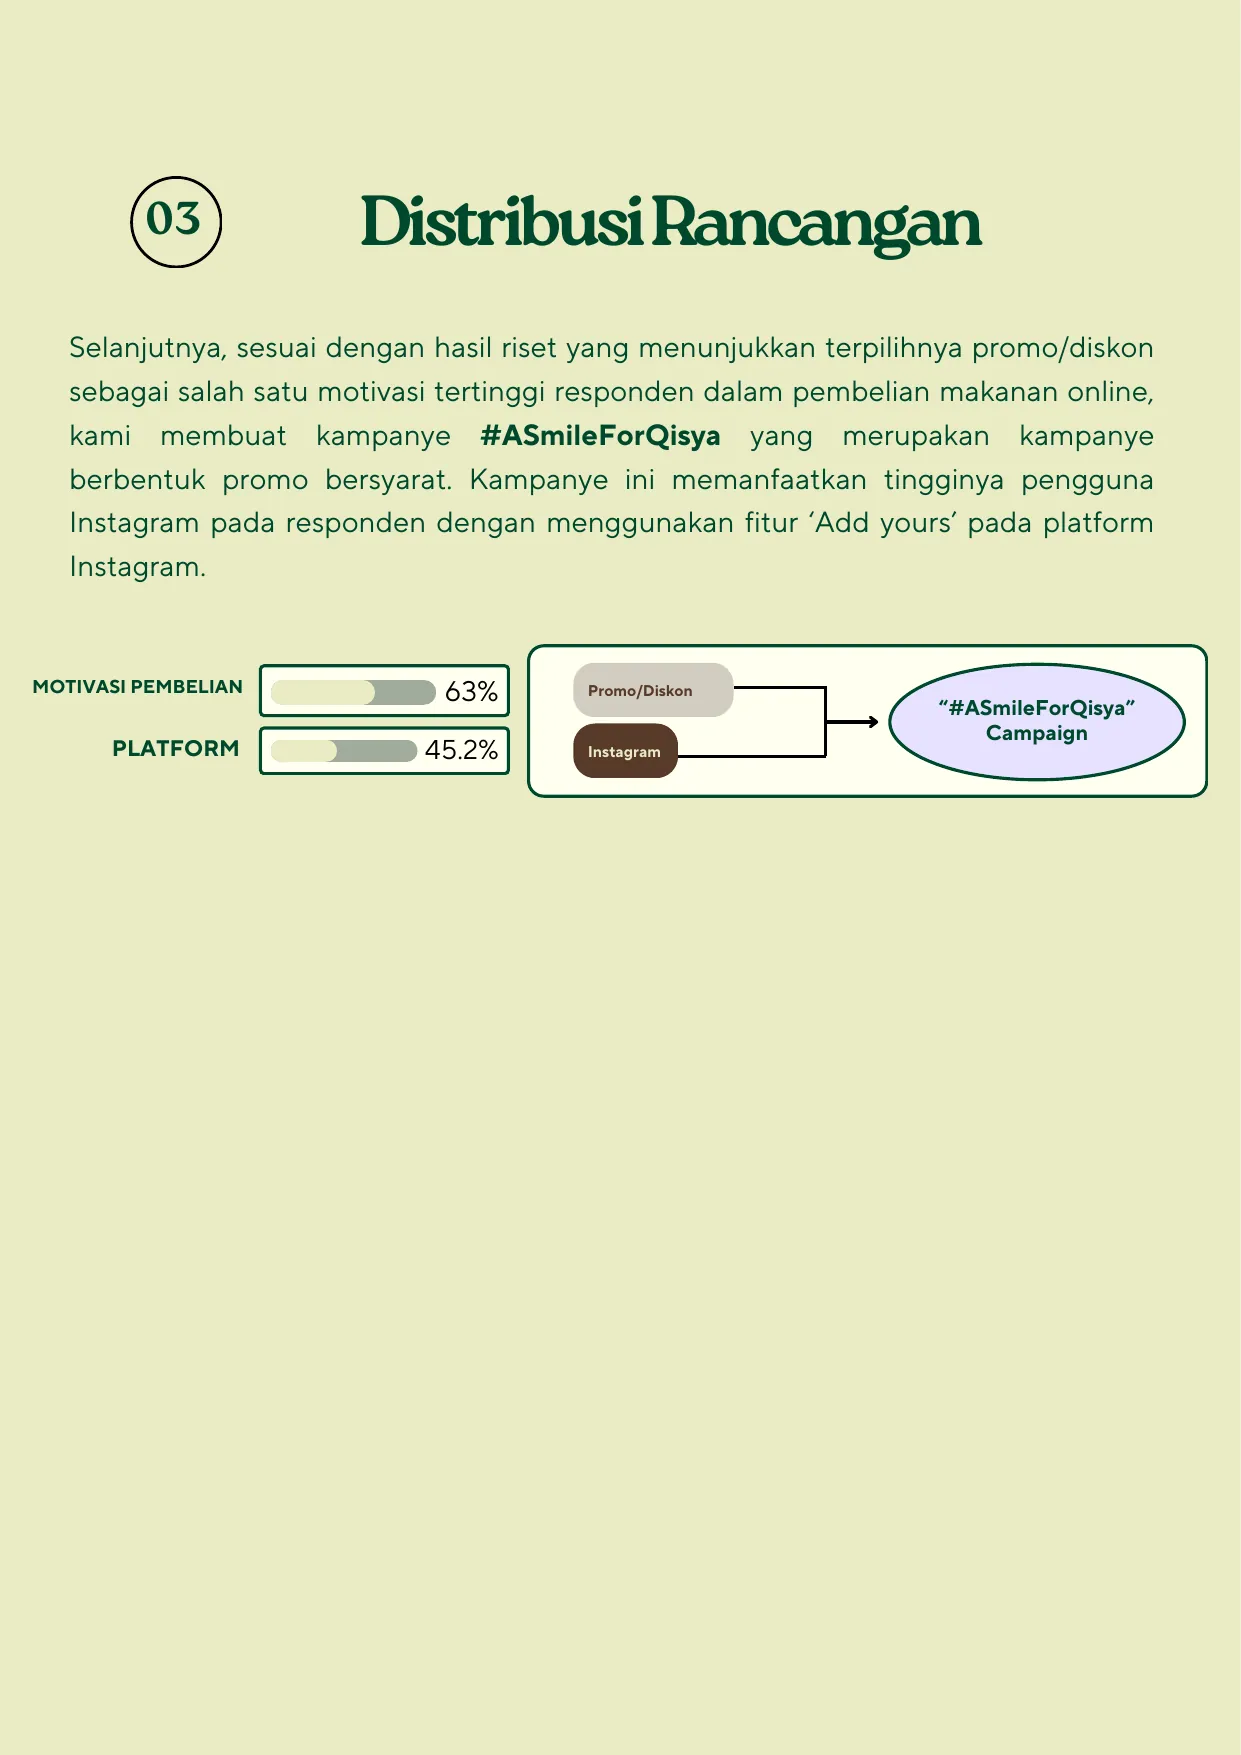 03
Distribusi Rancangan
Selanjutnya, sesuai dengan hasil riset yang menunjukkan terpilihnya promo/diskon
sebagai salah satu motivasi tertinggi responden dalam pembelian makanan online,
kami membuat kampanye #ASmileForQisya yang merupakan kampanye
berbentuk promo bersyarat. Kampanye ini memanfaatkan tingginya pengguna
Instagram pada responden dengan menggunakan fitur ‘Add yours’ pada platform
Instagram.
MOTIVASI PEMBELIAN
63%
PLATFORM
45.2%
Promo/Diskon
Instagram
“#ASmileForQisya”
Campaign